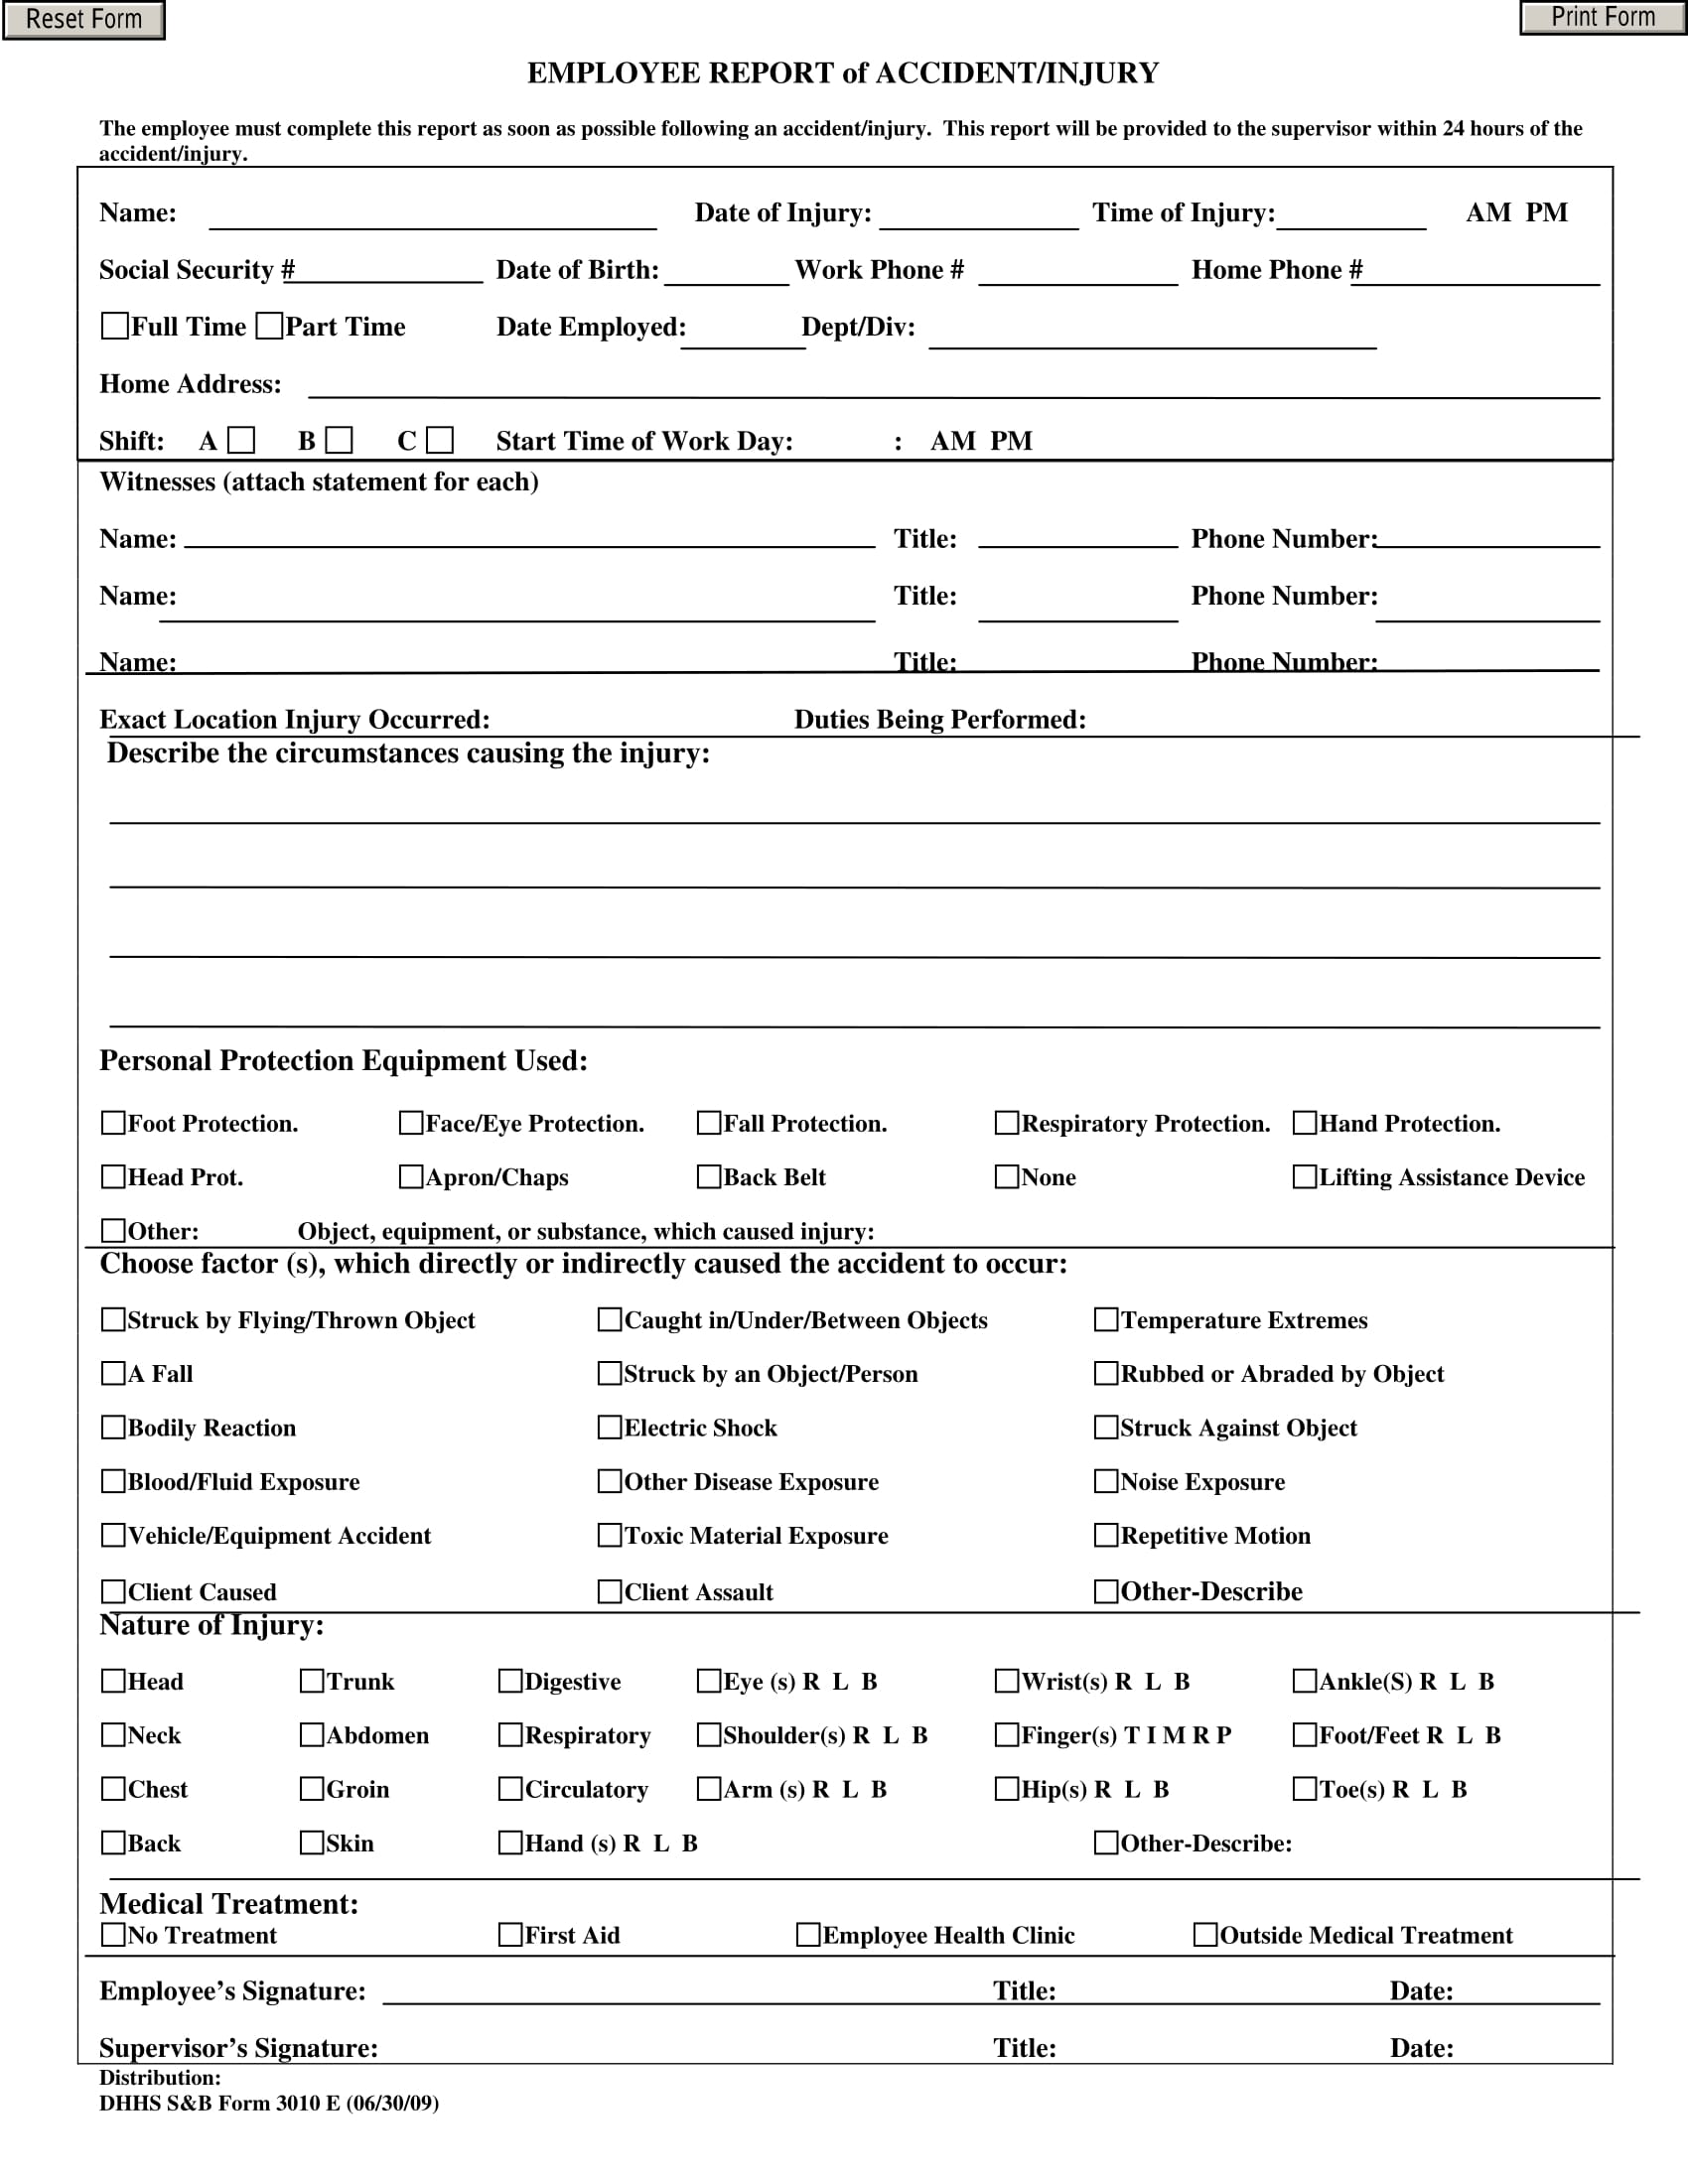 Reset Form Print Form
EMPLOYEE REPORT of ACCIDENT/INJURY
The employee must complete this report as soon as possible following an accident/injury. This report will be provided to the supervisor within 24 hours of the
accident/injury.
Name: Date of Injury: Time of Injury: AM PM
Social Security # Date of Birth: Work Phone # Home Phone #
Full Time Part Time Date Employed: Dept/Div:
Home Address:
Shift: A B C Start Time of Work Day: : AM PM
Witnesses (attach statement for each)
Name: Title: Phone Number:
Name: Title: Phone Number:
Name: Title: Phone Number:
Exact Location Injury Occurred: Duties Being Performed:
Describe the circumstances causing the injury:
Personal Protection Equipment Used:
Foot Protection. Face/Eye Protection. Fall Protection. Respiratory Protection. Hand Protection.
Head Prot. Apron/Chaps Back Belt None Lifting Assistance Device
Other: Object, equipment, or substance, which caused injury:
Choose factor (s), which directly or indirectly caused the accident to occur:
Struck by Flying/Thrown Object Caught in/Under/Between Objects Temperature Extremes
A Fall Struck by an Object/Person Rubbed or Abraded by Object
Bodily Reaction Electric Shock Struck Against Object
Blood/Fluid Exposure Other Disease Exposure Noise Exposure
Vehicle/Equipment Accident Toxic Material Exposure Repetitive Motion
Client Caused Client Assault Other-Describe
Nature of Injury:
Head Trunk Digestive Eye (s) R L B Wrist(s) R L B Ankle(S) R L B
Neck Abdomen Respiratory Shoulder(s) R L B Finger(s) T I M R P Foot/Feet R L B
Chest Groin Circulatory Arm (s) R L B Hip(s) R L B Toe(s) R L B
Back Skin Hand (s) R L B Other-Describe:
Medical Treatment:
No Treatment First Aid Employee Health Clinic Outside Medical Treatment
Employee’s Signature: Title: Date:
Supervisor’s Signature: Title: Date:
Distribution:
DHHS S&B Form 3010 E (06/30/09)